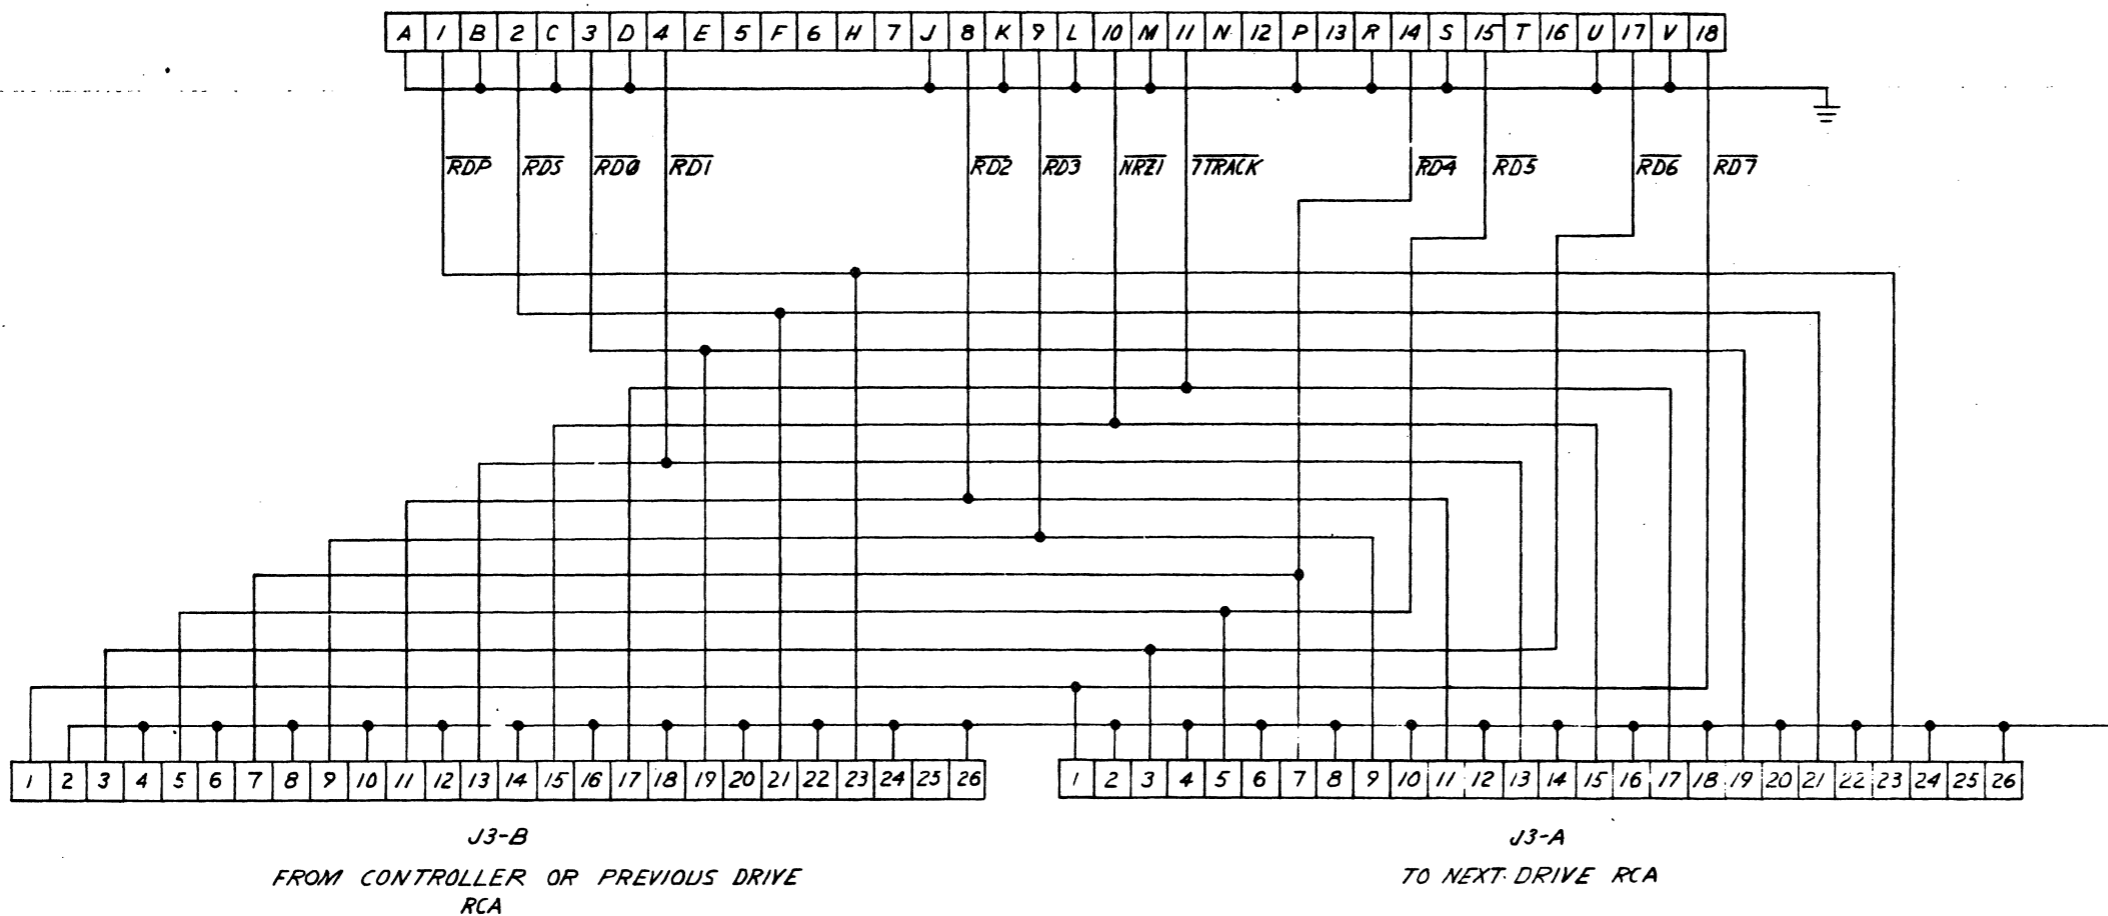 A 1 B 2 C 3 D 4 E 5 F 6 H 7 J 8 K 9 L 10 M 11 N 12 P 13 R 14 S 15 T 16 U 17 V 18
RDP RDS RD0 RD1 RD2 RD3 NRZI 7TRACK RD4 RD5 RD6 RD7
1 2 3 4 5 6 7 8 9 10 11 12 13 14 15 16 17 18 19 20 21 22 23 24 25 26
1 2 3 4 5 6 7 8 9 10 11 12 13 14 15 16 17 18 19 20 21 22 23 24 25 26
J3-B
FROM CONTROLLER OR PREVIOUS DRIVE
RCA
J3-A
TO NEXT DRIVE RCA